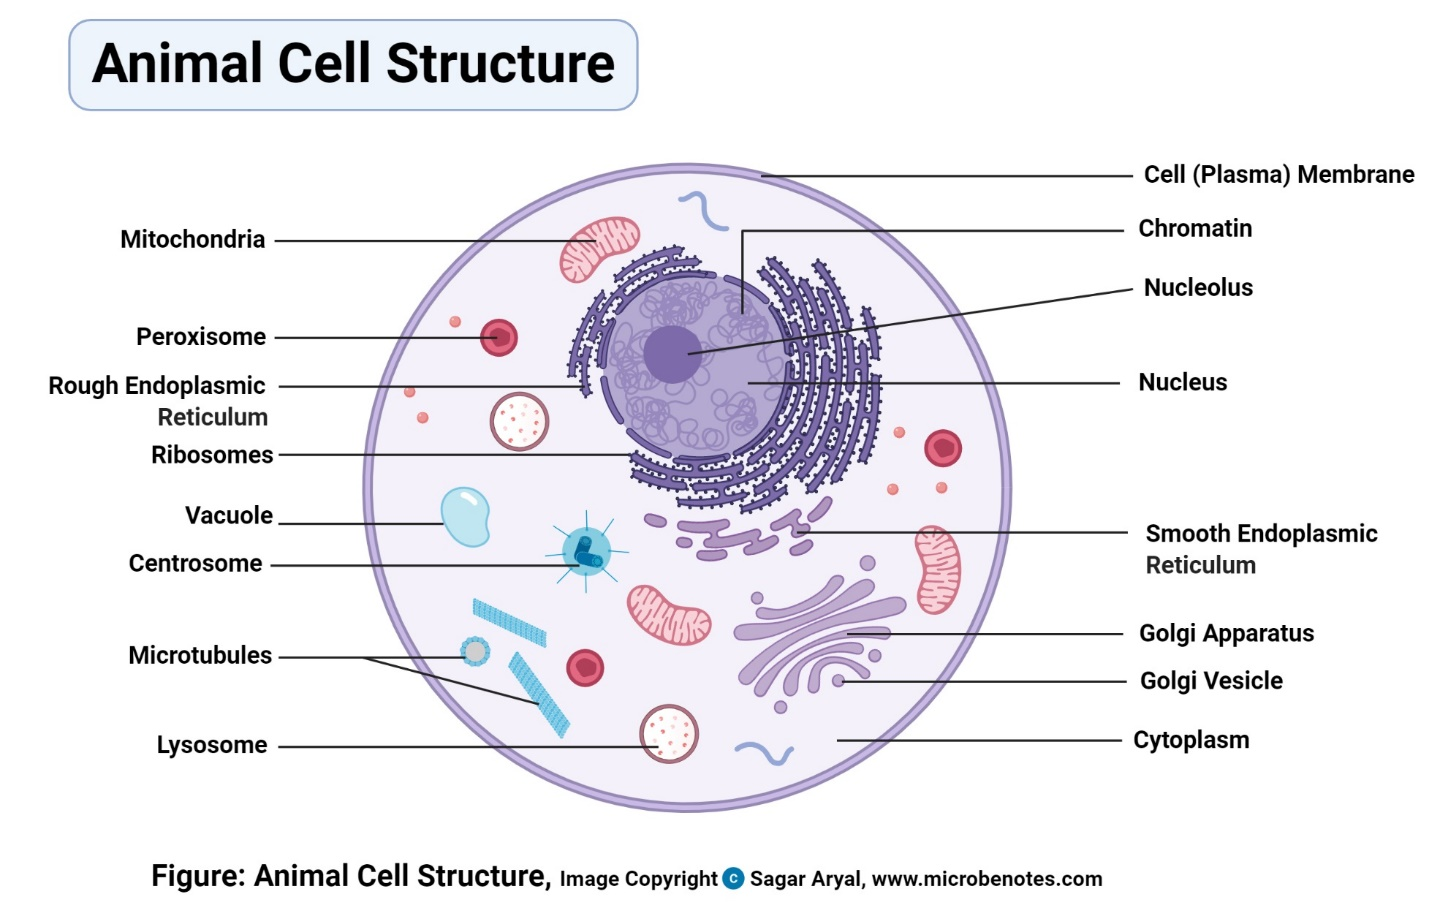 Animal Cell Structure
Mitochondria
Peroxisome
Rough Endoplasmic
Reticulum
Ribosomes
Vacuole
Centrosome
Microtubules
Lysosome
Cell (Plasma) Membrane
Chromatin
Nucleolus
Nucleus
Smooth Endoplasmic
Reticulum
Golgi Apparatus
Golgi Vesicle
Cytoplasm
Figure: Animal Cell Structure, Image Copyright © Sagar Aryal, www.microbenotes.com